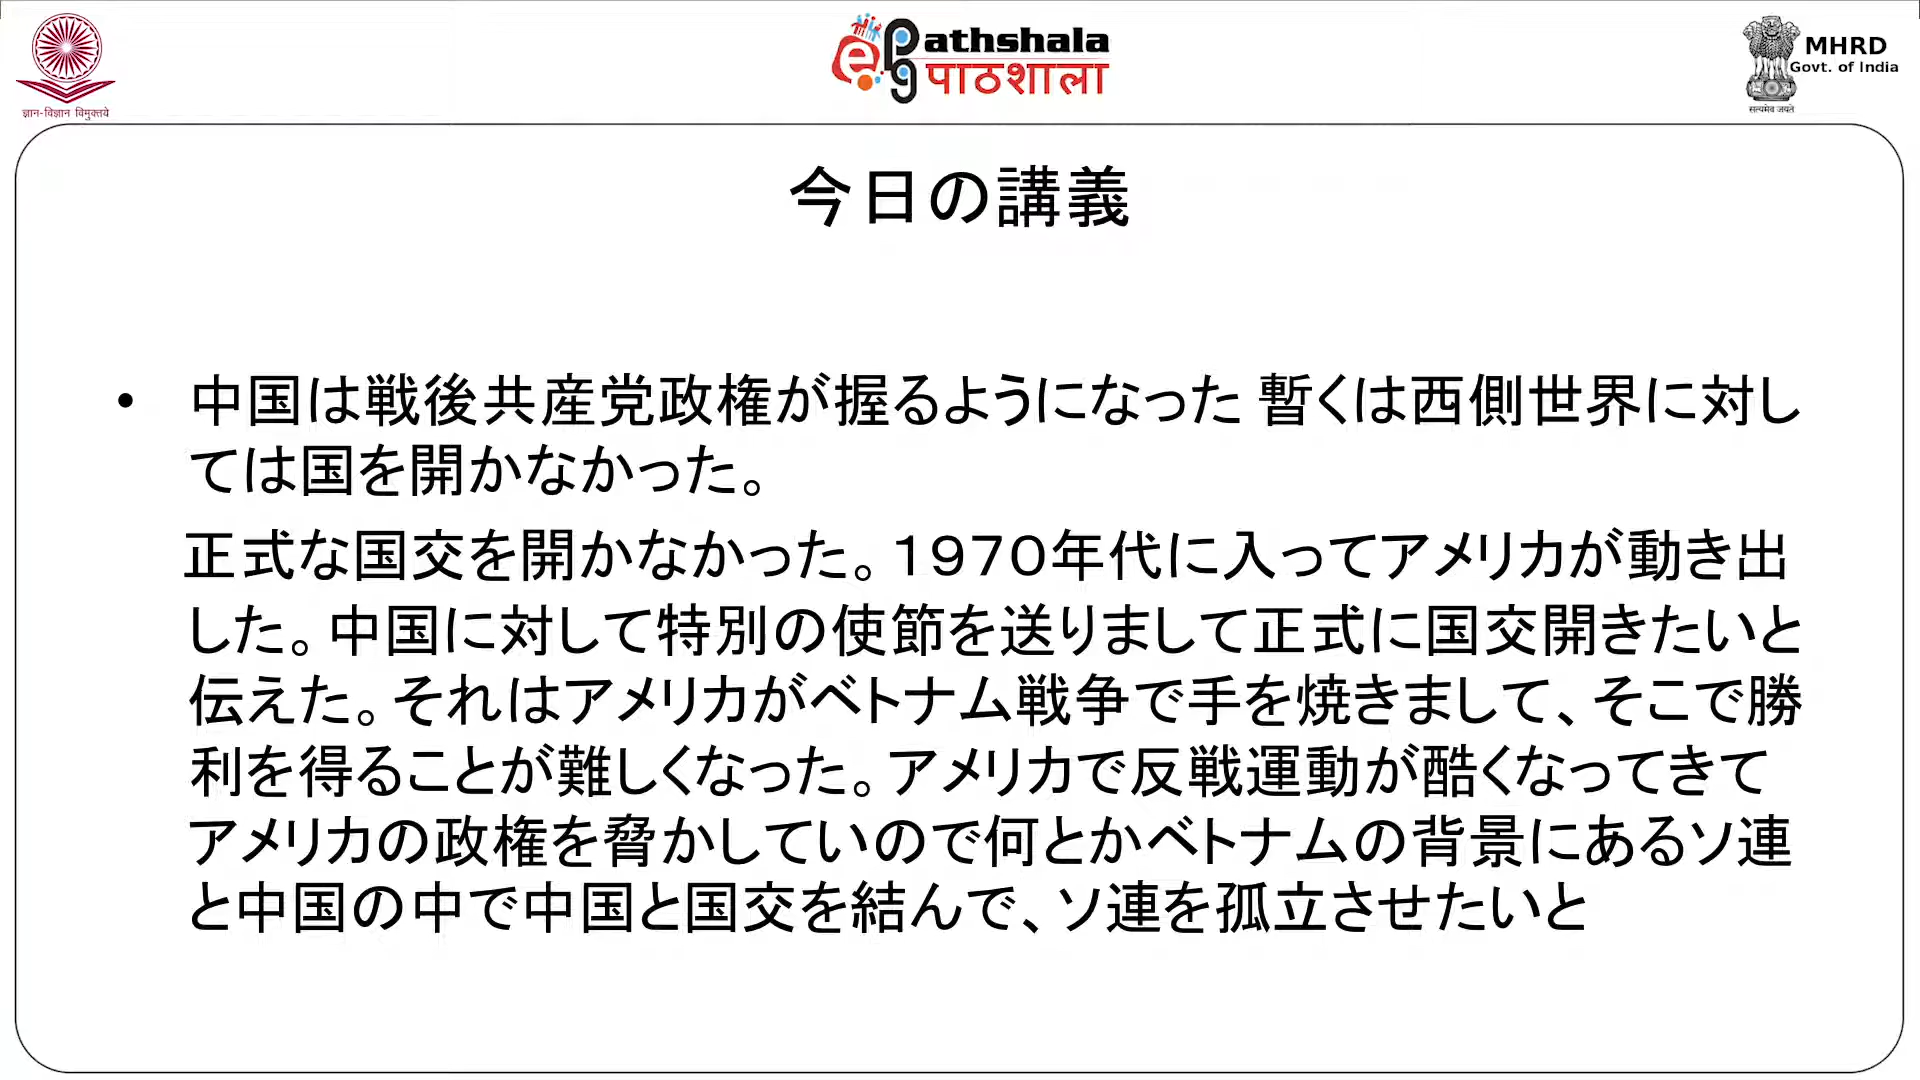 ज्ञान-विज्ञान विमुक्तये
e pg Pathshala
पाठशाला
MHRD
Govt. of India
सत्यमेव जयते
今日の講義
• 中国は戦後共産党政権が握るようになった 暫くは西側世界に対し
ては国を開かなかった。
正式な国交を開かなかった。1970年代に入ってアメリカが動き出
した。中国に対して特別の使節を送りまして正式に国交開きたいと
伝えた。それはアメリカがベトナム戦争で手を焼きまして、そこで勝
利を得ることが難しくなった。アメリカで反戦運動が酷くなってきて
アメリカの政権を脅かしていので何とかベトナムの背景にあるソ連
と中国の中で中国と国交を結んで、ソ連を孤立させたいと